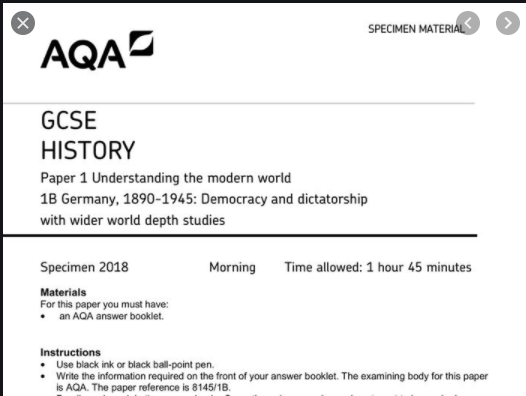 SPECIMEN MATERIAL
AQA
GCSE
HISTORY
Paper 1 Understanding the modern world
1B Germany, 1890-1945: Democracy and dictatorship
with wider world depth studies
Specimen 2018 Morning Time allowed: 1 hour 45 minutes
Materials
For this paper you must have:
• an AQA answer booklet.
Instructions
• Use black ink or black ball-point pen.
• Write the information required on the front of your answer booklet. The examining body for this paper
is AQA. The paper reference is 8145/1B.